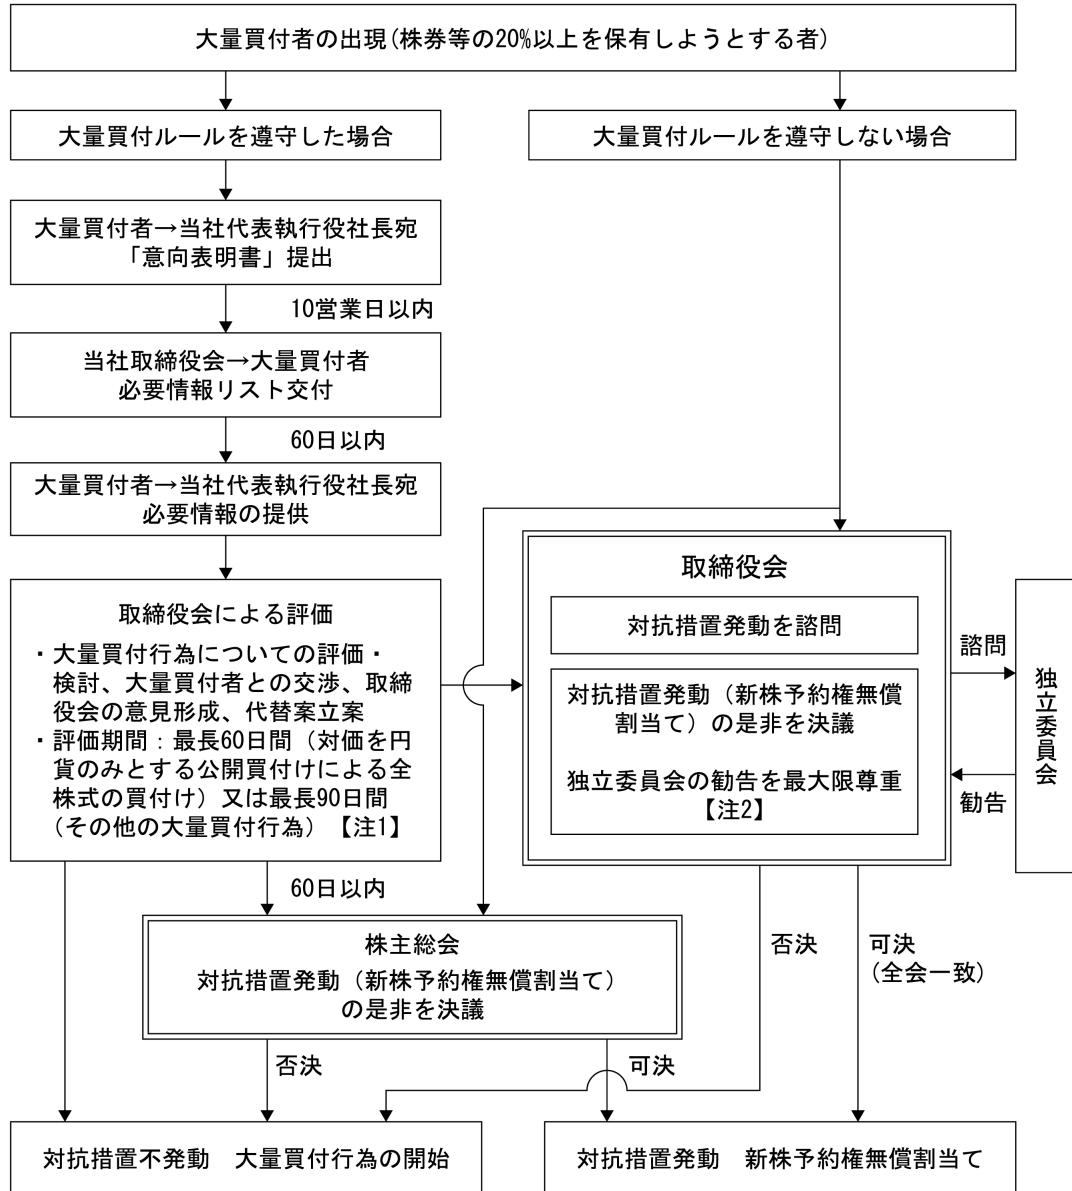 大量買付者の出現(株券等の20%以上を保有しようとする者)
大量買付ルールを遵守した場合
大量買付ルールを遵守しない場合
大量買付者→当社代表執行役社長宛
「意向表明書」提出
10営業日以内
当社取締役会→大量買付者
必要情報リスト交付
60日以内
大量買付者→当社代表執行役社長宛
必要情報の提供
取締役会による評価
・大量買付行為についての評価・
検討、大量買付者との交渉、取締
役会の意見形成、代替案立案
・評価期間：最長60日間（対価を円
貨のみとする公開買付けによる全
株式の買付け）又は最長90日間
（その他の大量買付行為）【注1】
取締役会
対抗措置発動を諮問
対抗措置発動（新株予約権無償
割当て）の是非を決議
独立委員会の勧告を最大限尊重
【注2】
諮問
勧告
独立委員会
60日以内
株主総会
対抗措置発動（新株予約権無償割当て）
の是非を決議
否決
可決
(全会一致)
否決
可決
対抗措置不発動　大量買付行為の開始
対抗措置発動　新株予約権無償割当て